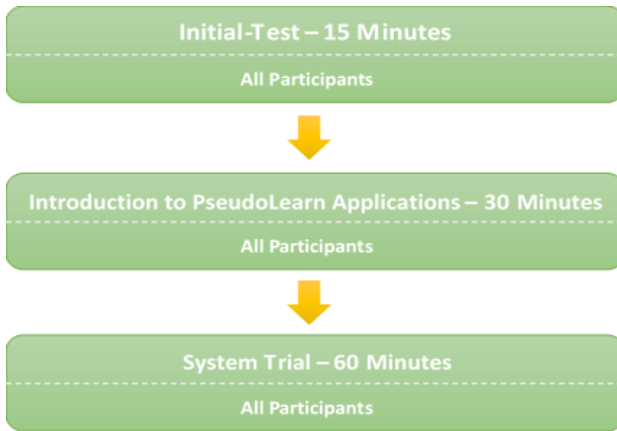 Initial-Test – 15 Minutes
All Participants
Introduction to PseudoLearn Applications – 30 Minutes
All Participants
System Trial – 60 Minutes
All Participants